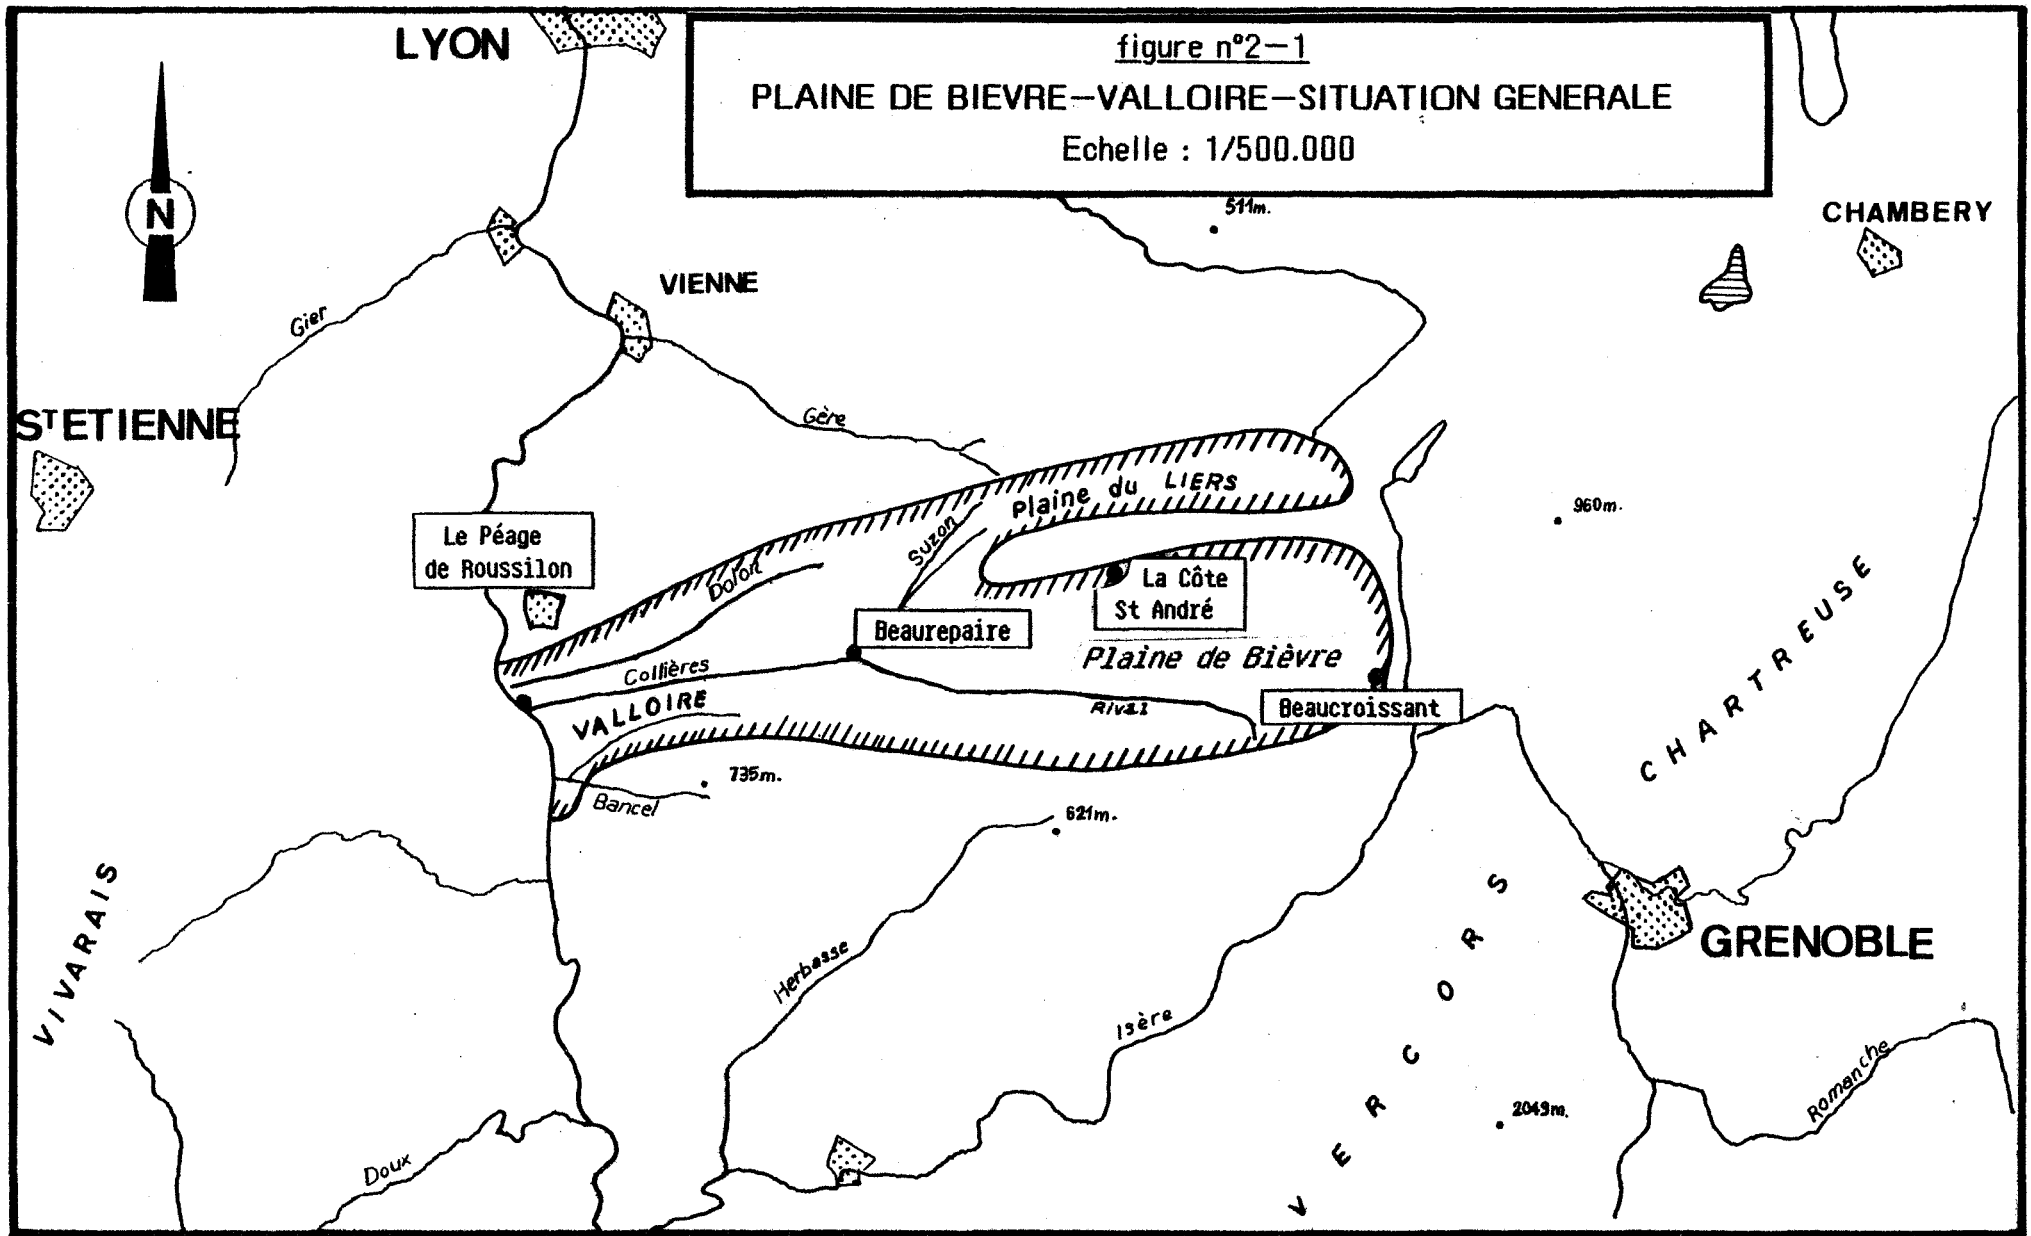 figure n°2-1
PLAINE DE BIEVRE-VALLOIRE-SITUATION GENERALE
Echelle : 1/500.000
LYON
N
511m.
CHAMBERY
VIENNE
Gier
Gère
STETIENNE
Plaine du LIERS
960m.
Le Péage
de Roussilon
Suzon
Dolon
La Côte
St André
Beaurepaire
Plaine de Bièvre
Collières
VALLOIRE
Rival
Beaucroissant
CHARTREUSE
735m.
Bancel
621m.
VIVARAIS
VERCORS
GRENOBLE
Herbasse
Isère
Romanche
2049m.
Doux